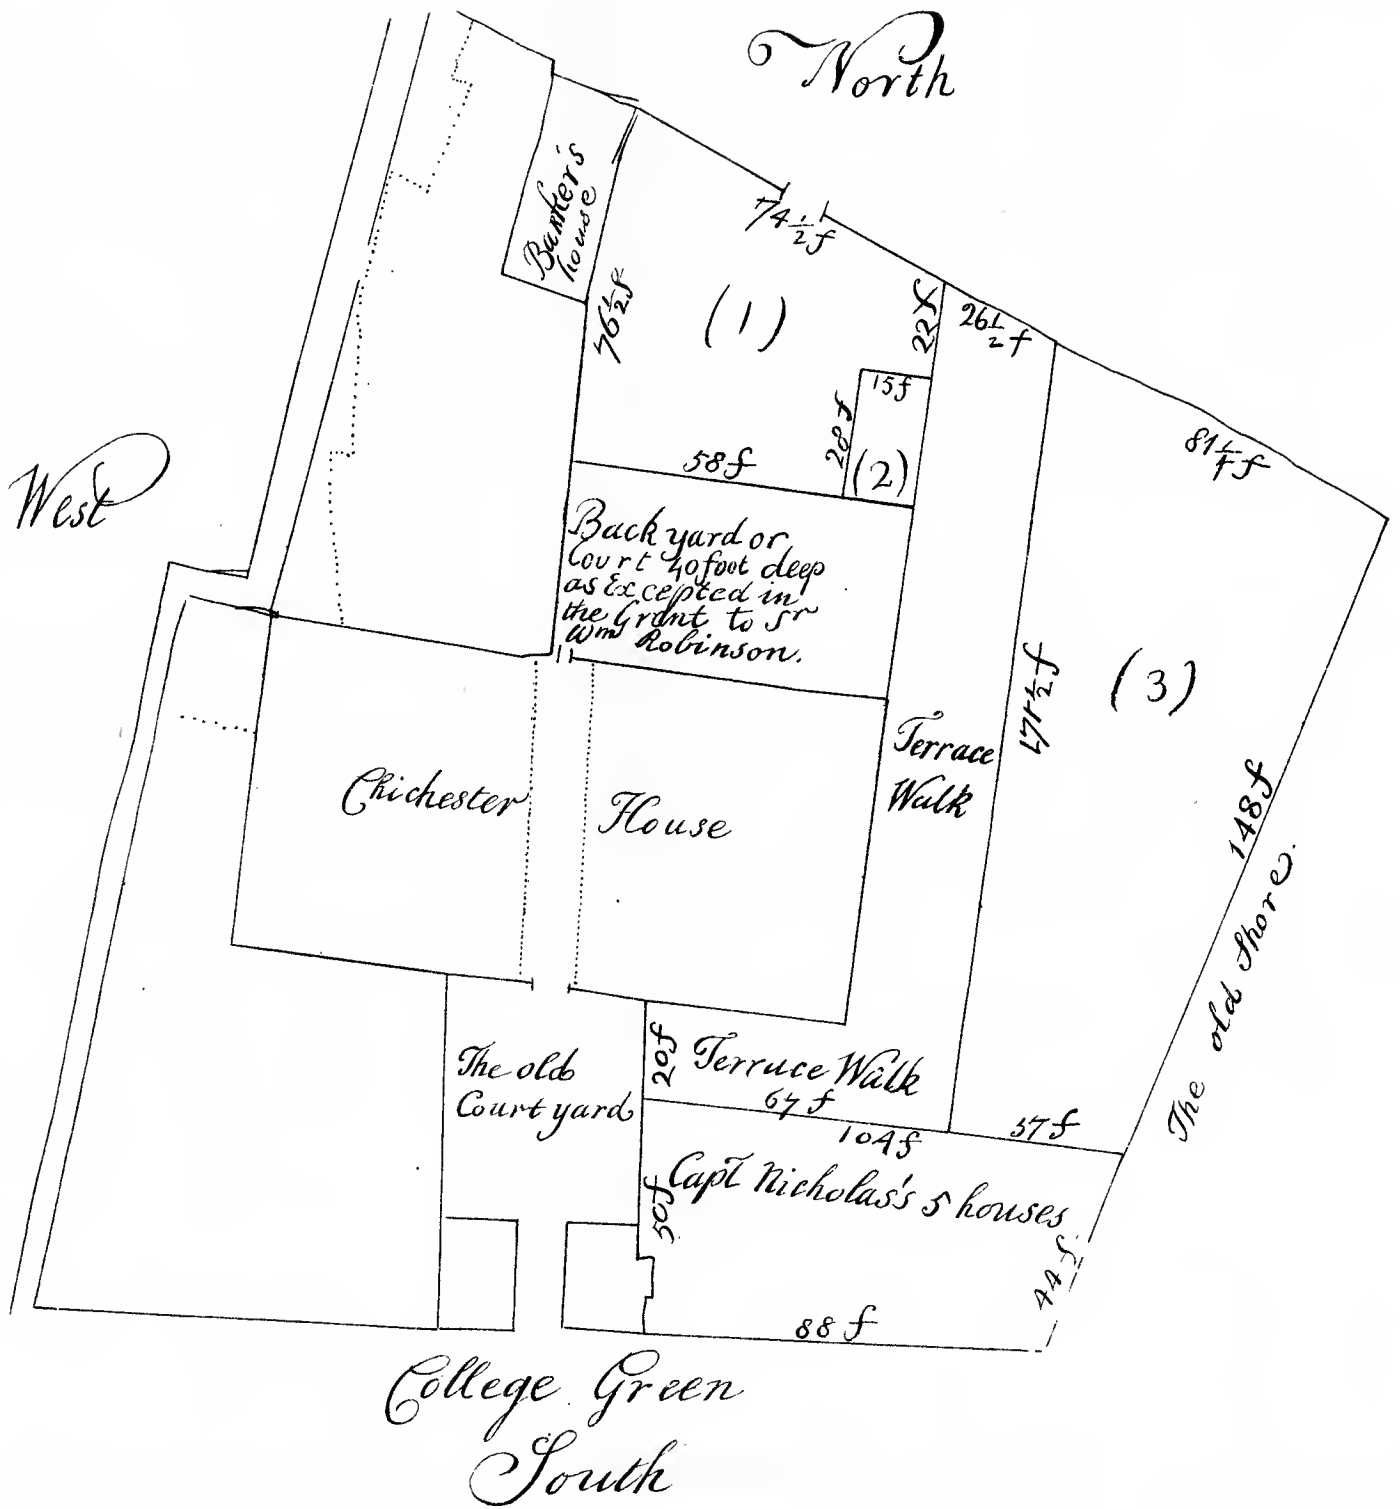 North
Banker's
house
74 1/2 f
76 1/2 f
(1)
22 f
26 1/2 f
15 f
28 f
(2)
58 f
81 1/4 f
West
Back yard or
Court 40 foot deep
as Excepted in
the Grant to Sr
Wm Robinson.
171 1/2 f
(3)
Terrace
Walk
Chichester House
148 f
The old Shore.
The old
Court yard
20 f
Terrace Walk
67 f
104 f
37 f
Capt Nicholas's 5 houses
50 f
44 f
88 f
College Green
South